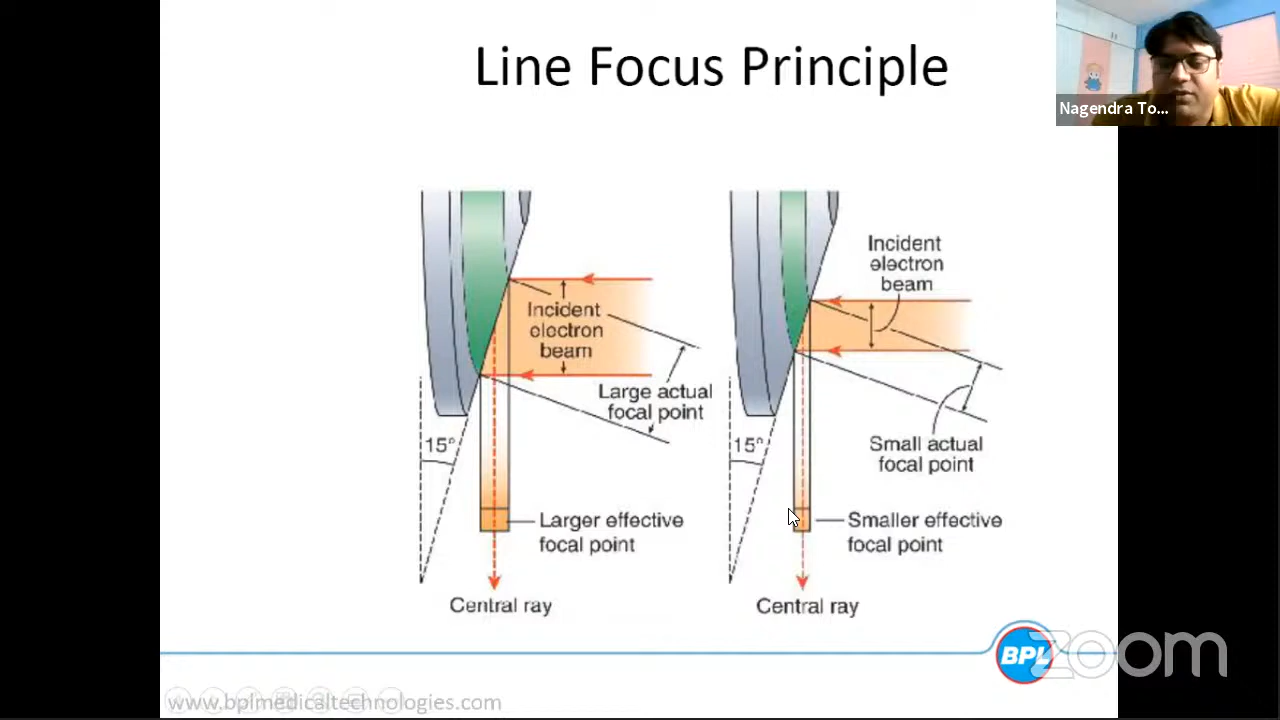 Line Focus Principle
Nagendra To...
Incident
electron
beam
Large actual
focal point
15°
Larger effective
focal point
Central ray
Incident
electron
beam
Small actual
focal point
15°
Smaller effective
focal point
Central ray
BPL
zoom
www.bplmedicaltechnologies.com